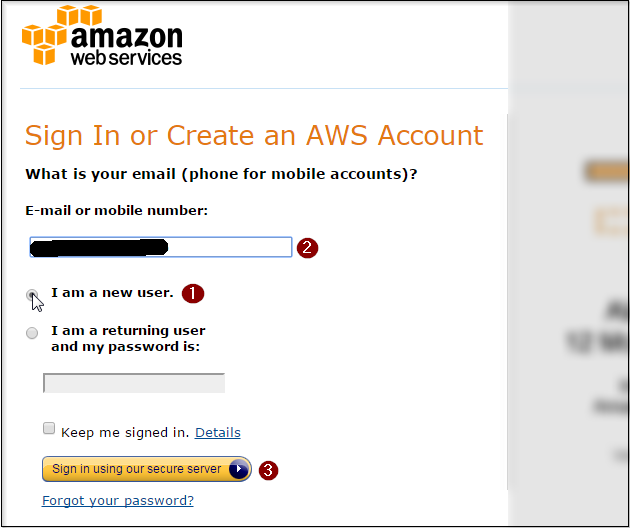 amazon
webservices
Sign In or Create an AWS Account
What is your email (phone for mobile accounts)?
E-mail or mobile number:
2
I am a new user. 1
I am a returning user
and my password is:
Keep me signed in. Details
Sign in using our secure server 3
Forgot your password?
12 Mo